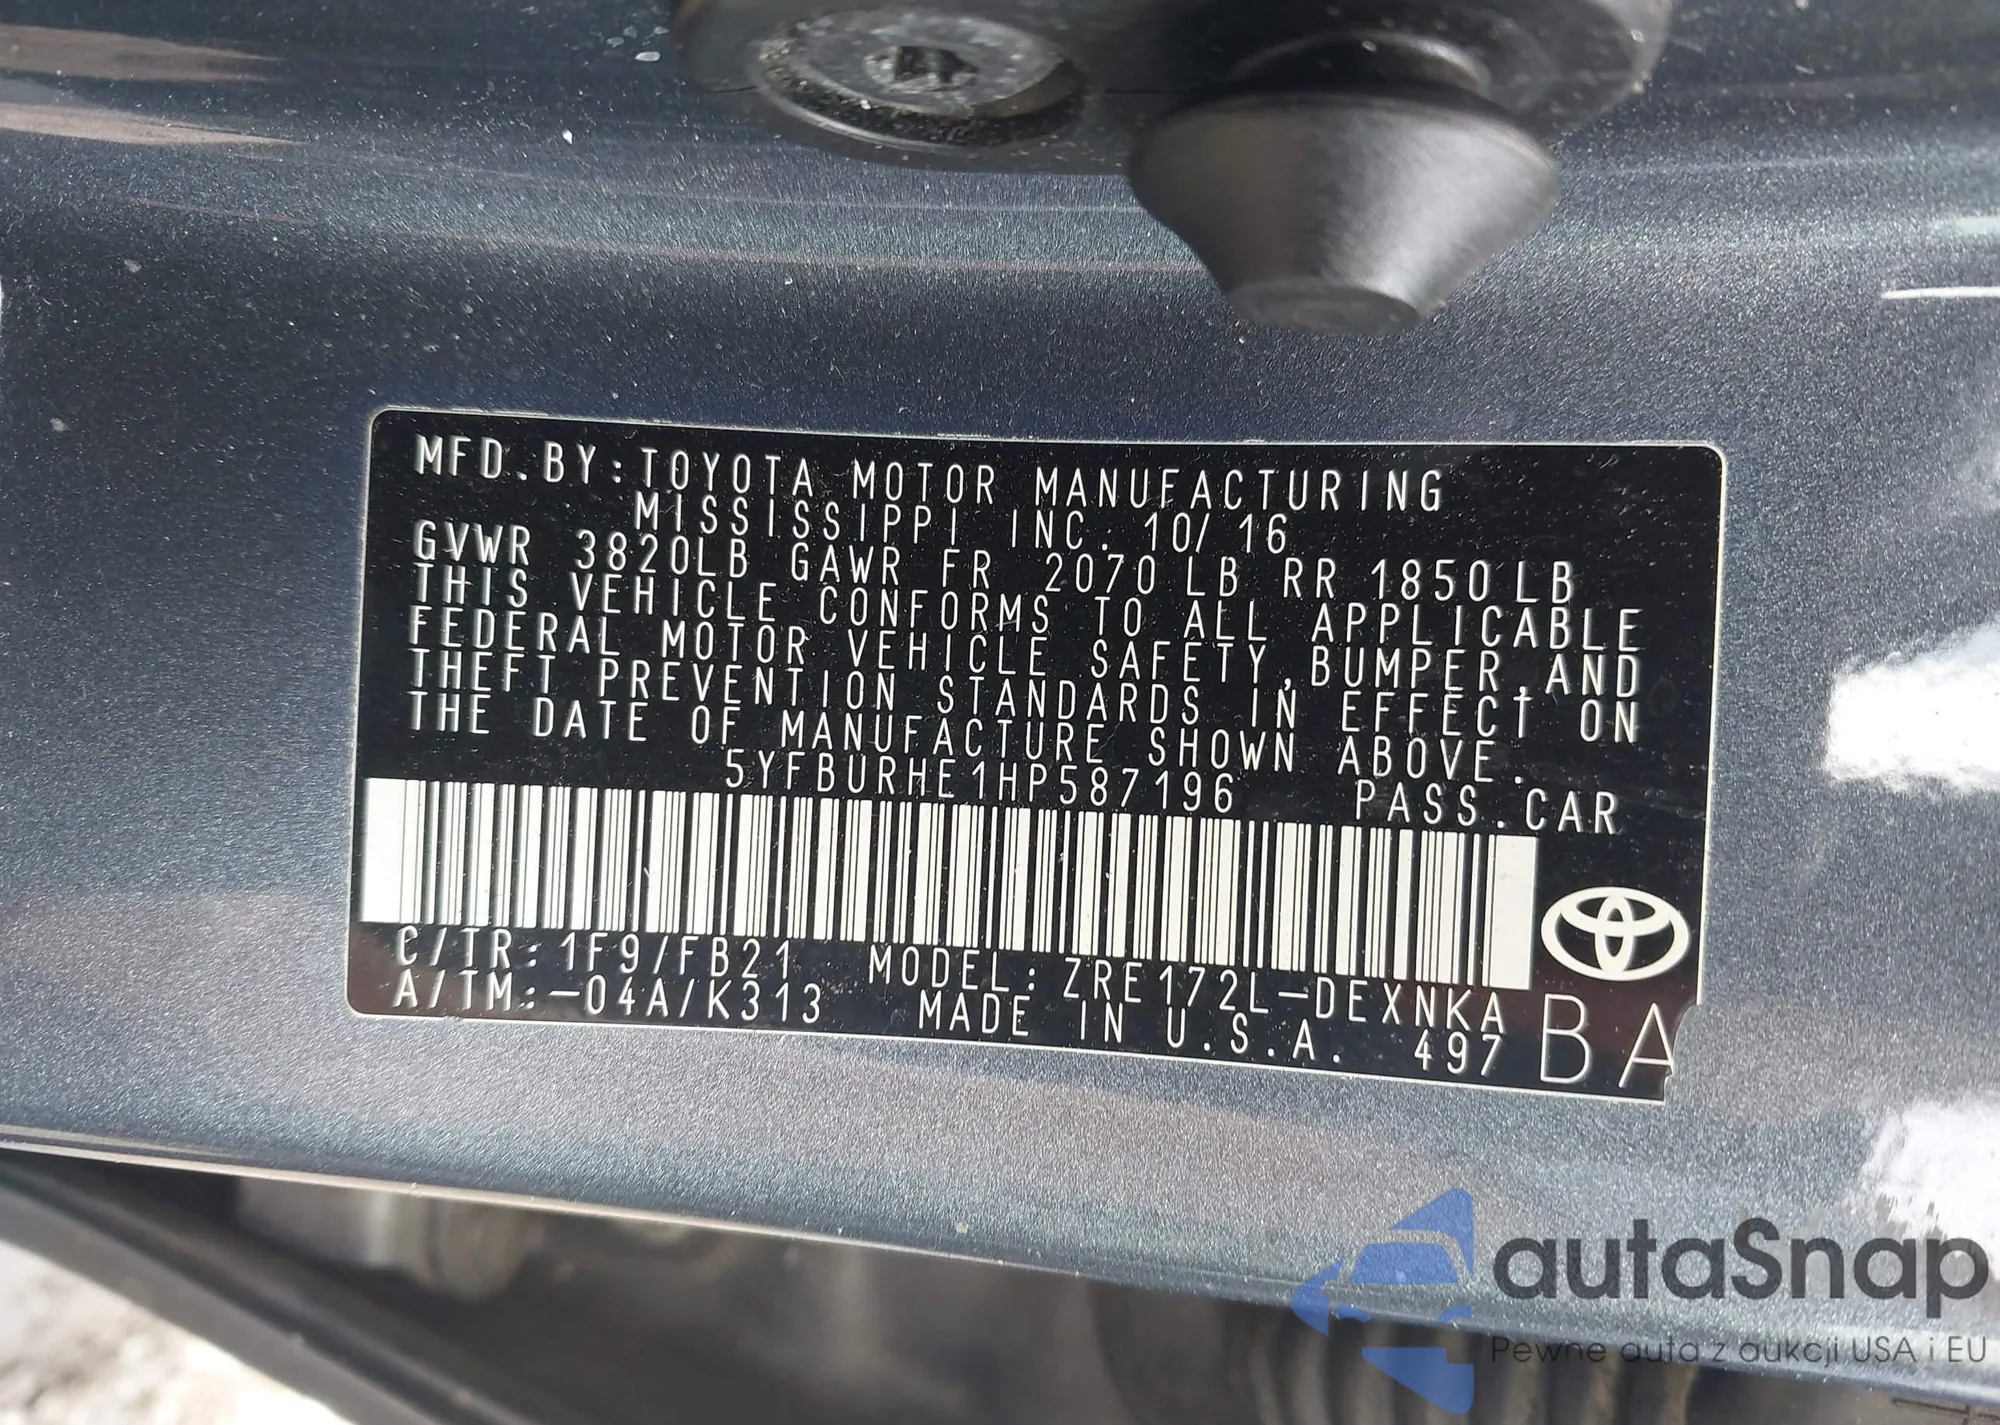 MFD.BY:TOYOTA MOTOR MANUFACTURING
MISSISSIPPI INC. 10/16
GVWR 3820LB GAWR FR 2070LB RR 1850LB
THIS VEHICLE CONFORMS TO ALL APPLICABLE
FEDERAL MOTOR VEHICLE SAFETY,BUMPER,AND
THEFT PREVENTION STANDARDS IN EFFECT ON
THE DATE OF MANUFACTURE SHOWN ABOVE.
5YFBURHE1HP587196 PASS.CAR
C/TR:1F9/FB21 MODEL:ZRE172L-DEXNKA
A/TM:-04A/K313 MADE IN U.S.A. 497 BA
autaSnap
Pewne auta z aukcji USA i EU